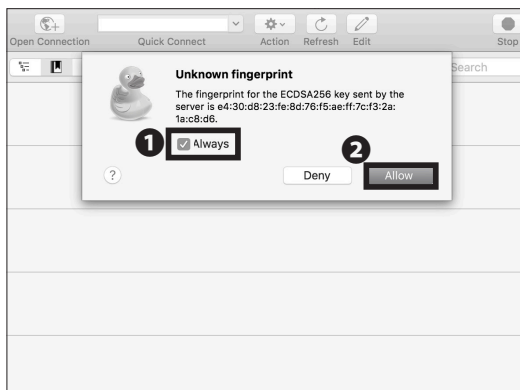 Open Connection Quick Connect Action Refresh Edit Stop
Search
Unknown fingerprint
The fingerprint for the ECDSA256 key sent by the
server is e4:30:d8:23:fe:8d:76:f5:ae:ff:7c:f3:2a:
1a:c8:d6.
1 Always
2
? Deny Allow